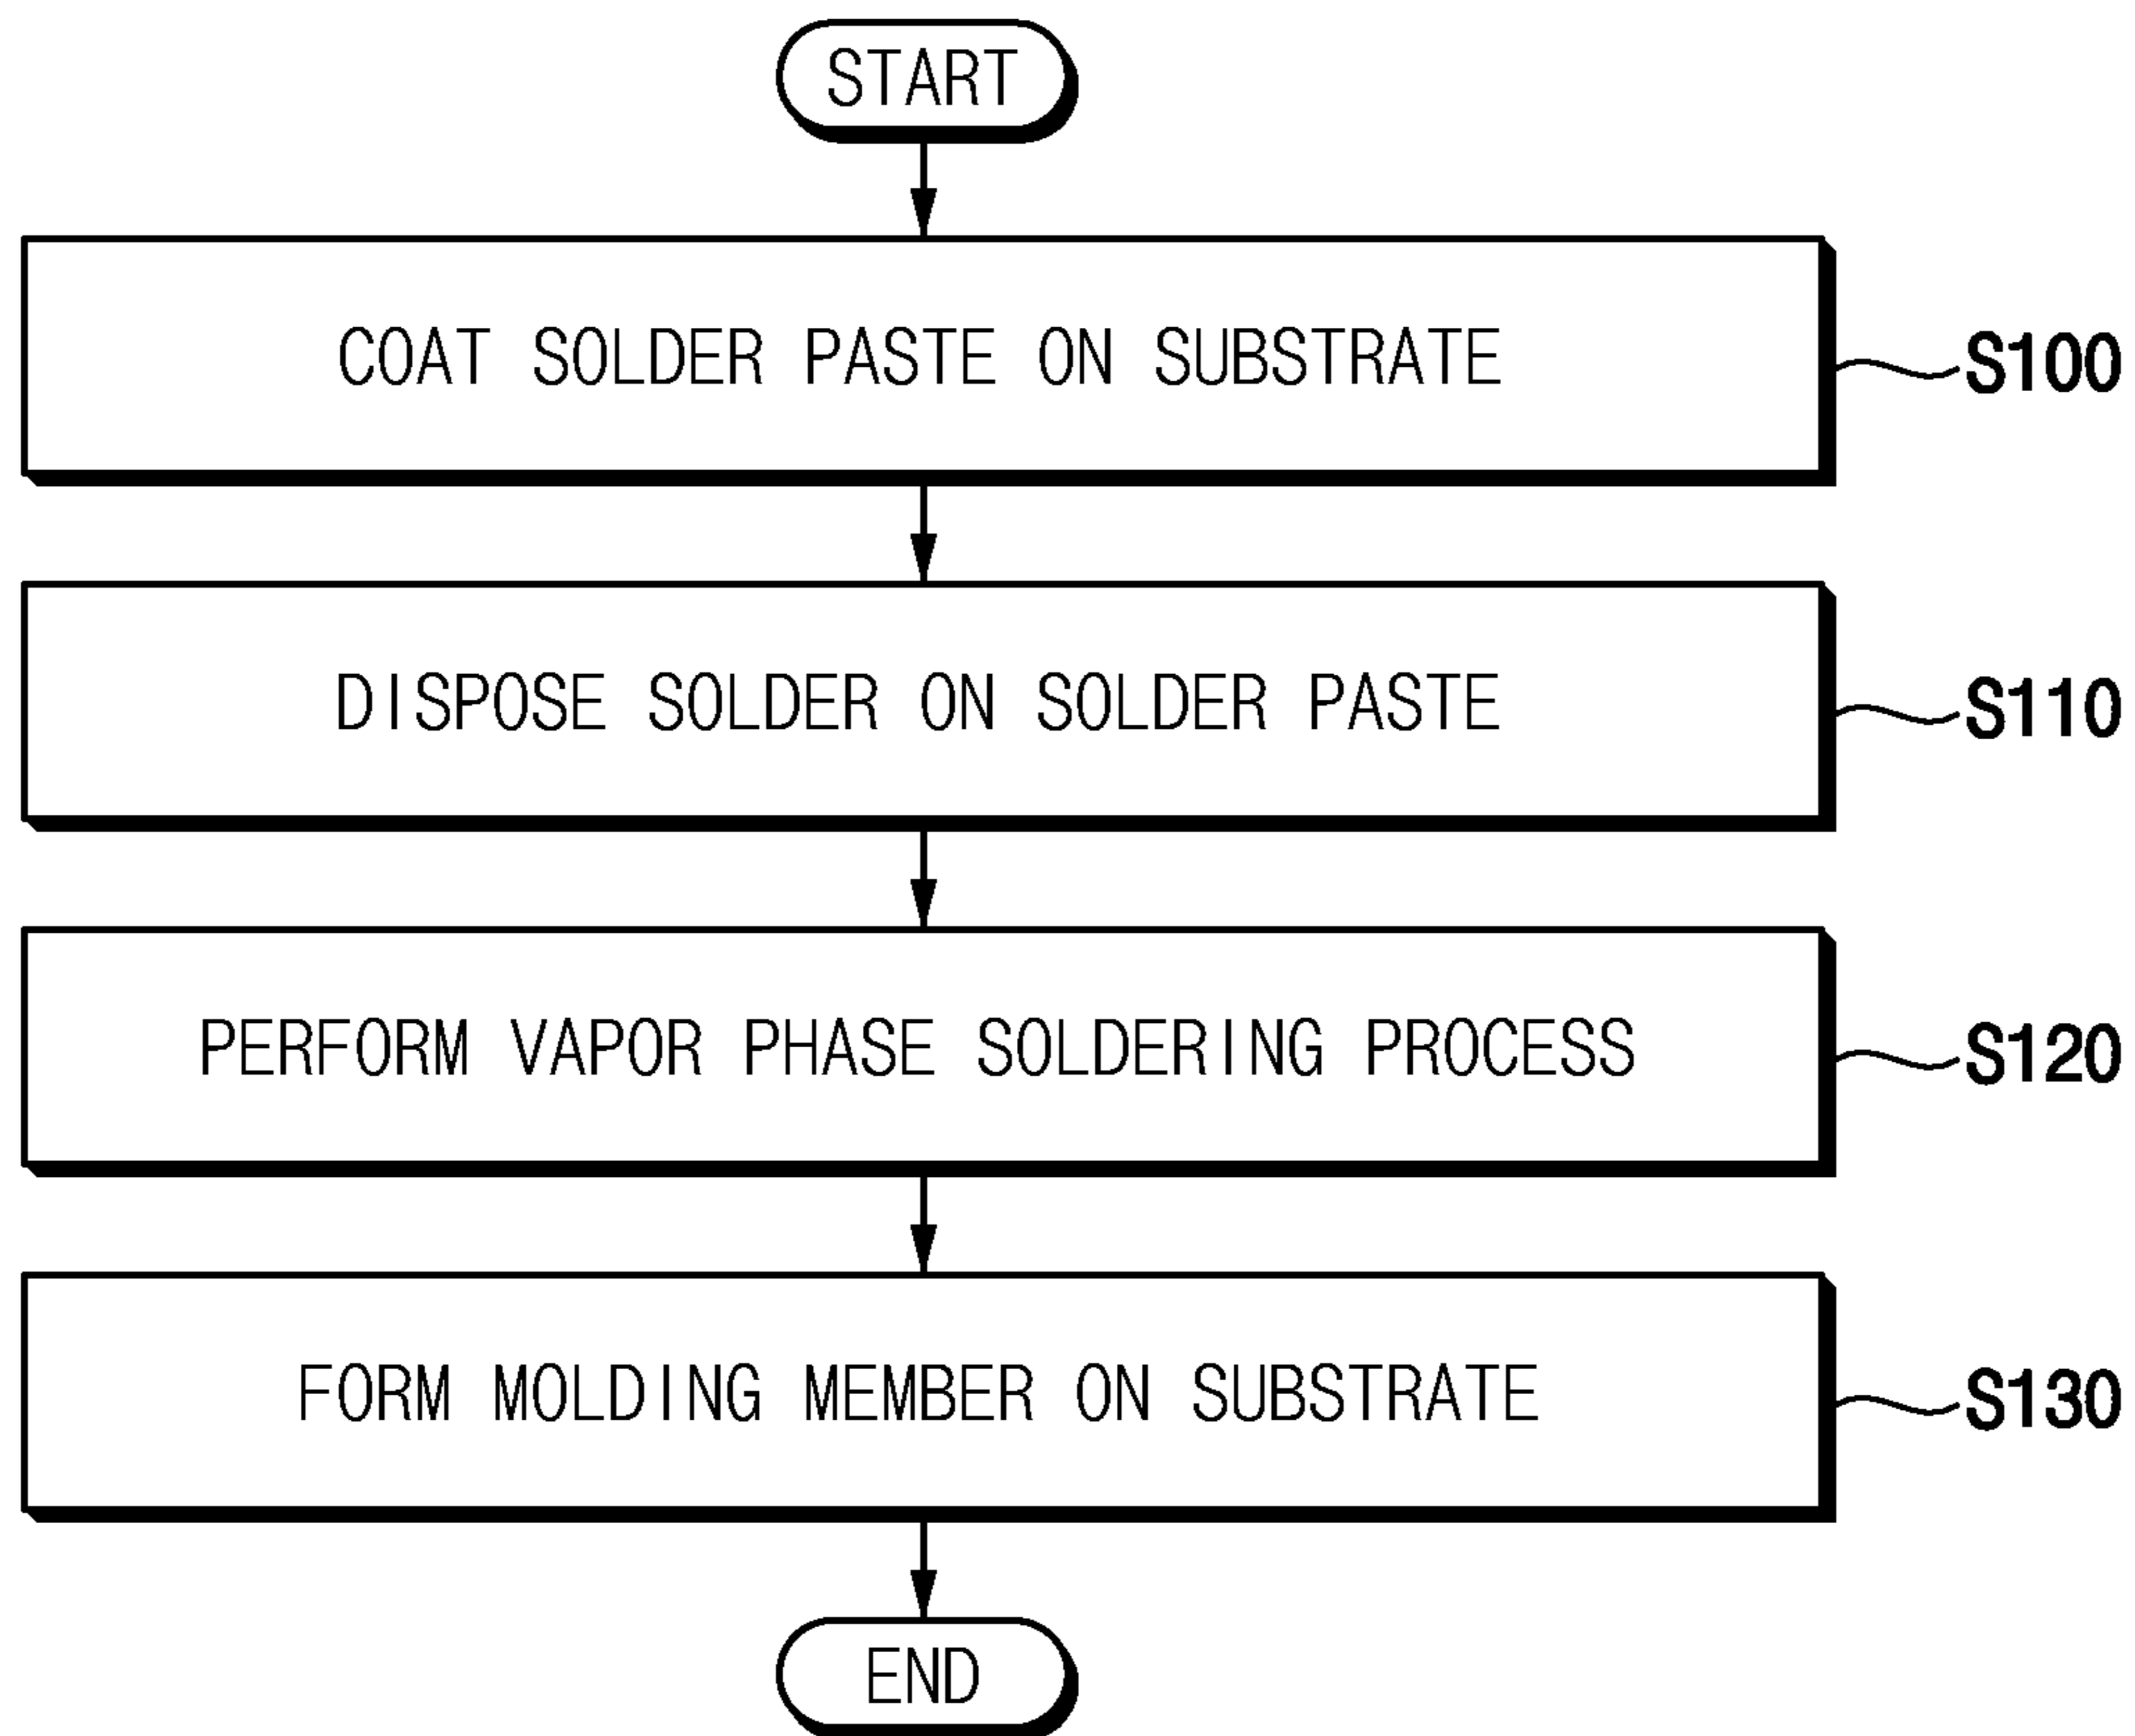 START
COAT SOLDER PASTE ON SUBSTRATE
S100
DISPOSE SOLDER ON SOLDER PASTE
S110
PERFORM VAPOR PHASE SOLDERING PROCESS
S120
FORM MOLDING MEMBER ON SUBSTRATE
S130
END